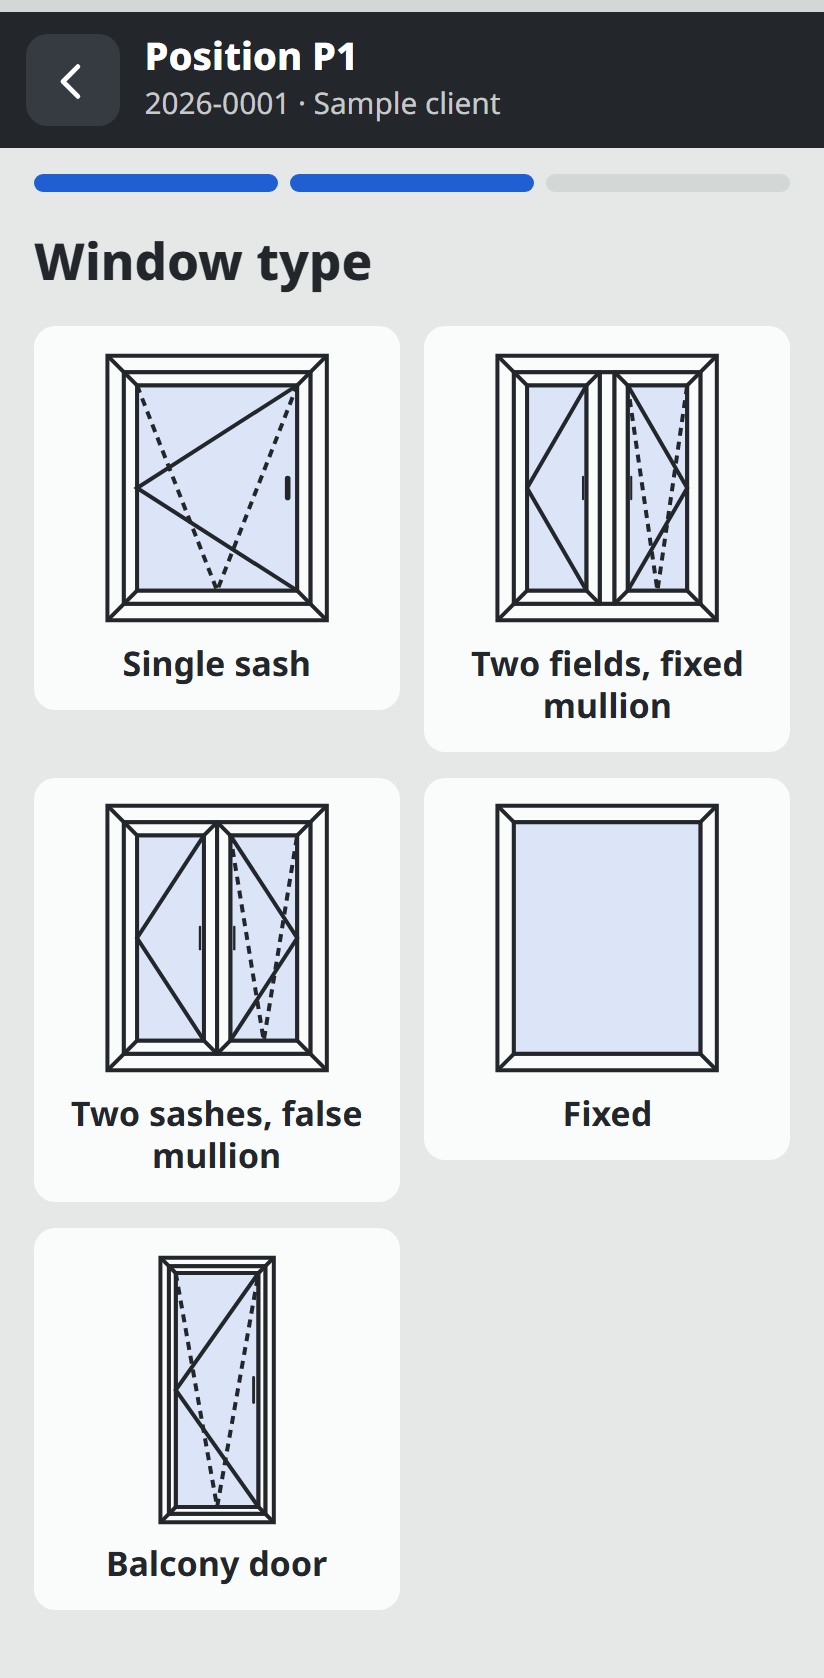 Position P1
2026-0001 · Sample client
Window type
Single sash
Two fields, fixed
mullion
Two sashes, false
mullion
Fixed
Balcony door